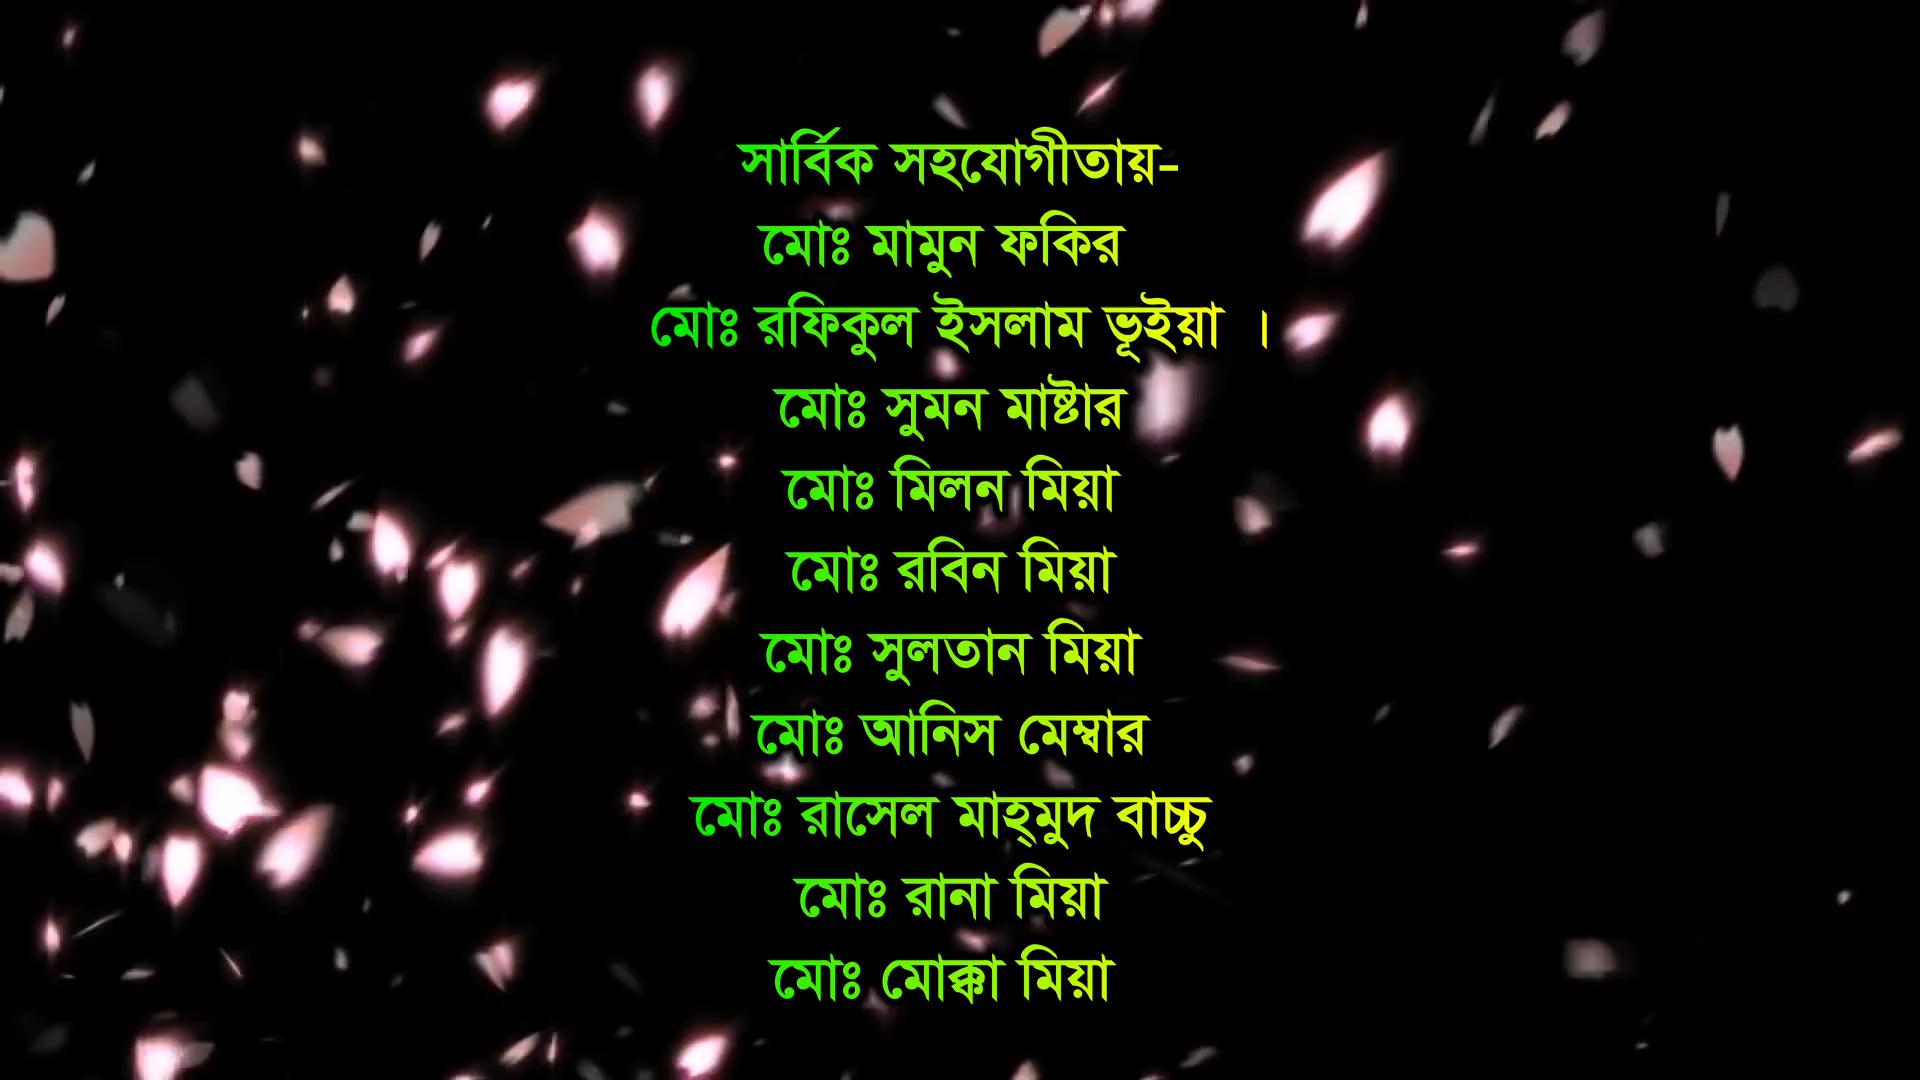 সার্বিক সহযোগীতায়-
মোঃ মামুন ফকির
মোঃ রফিকুল ইসলাম ভূইয়া ।
মোঃ সুমন মাষ্টার
মোঃ মিলন মিয়া
মোঃ রবিন মিয়া
মোঃ সুলতান মিয়া
মোঃ আনিস মেম্বার
মোঃ রাসেল মাহ্মুদ বাচ্চু
মোঃ রানা মিয়া
মোঃ মোক্কা মিয়া